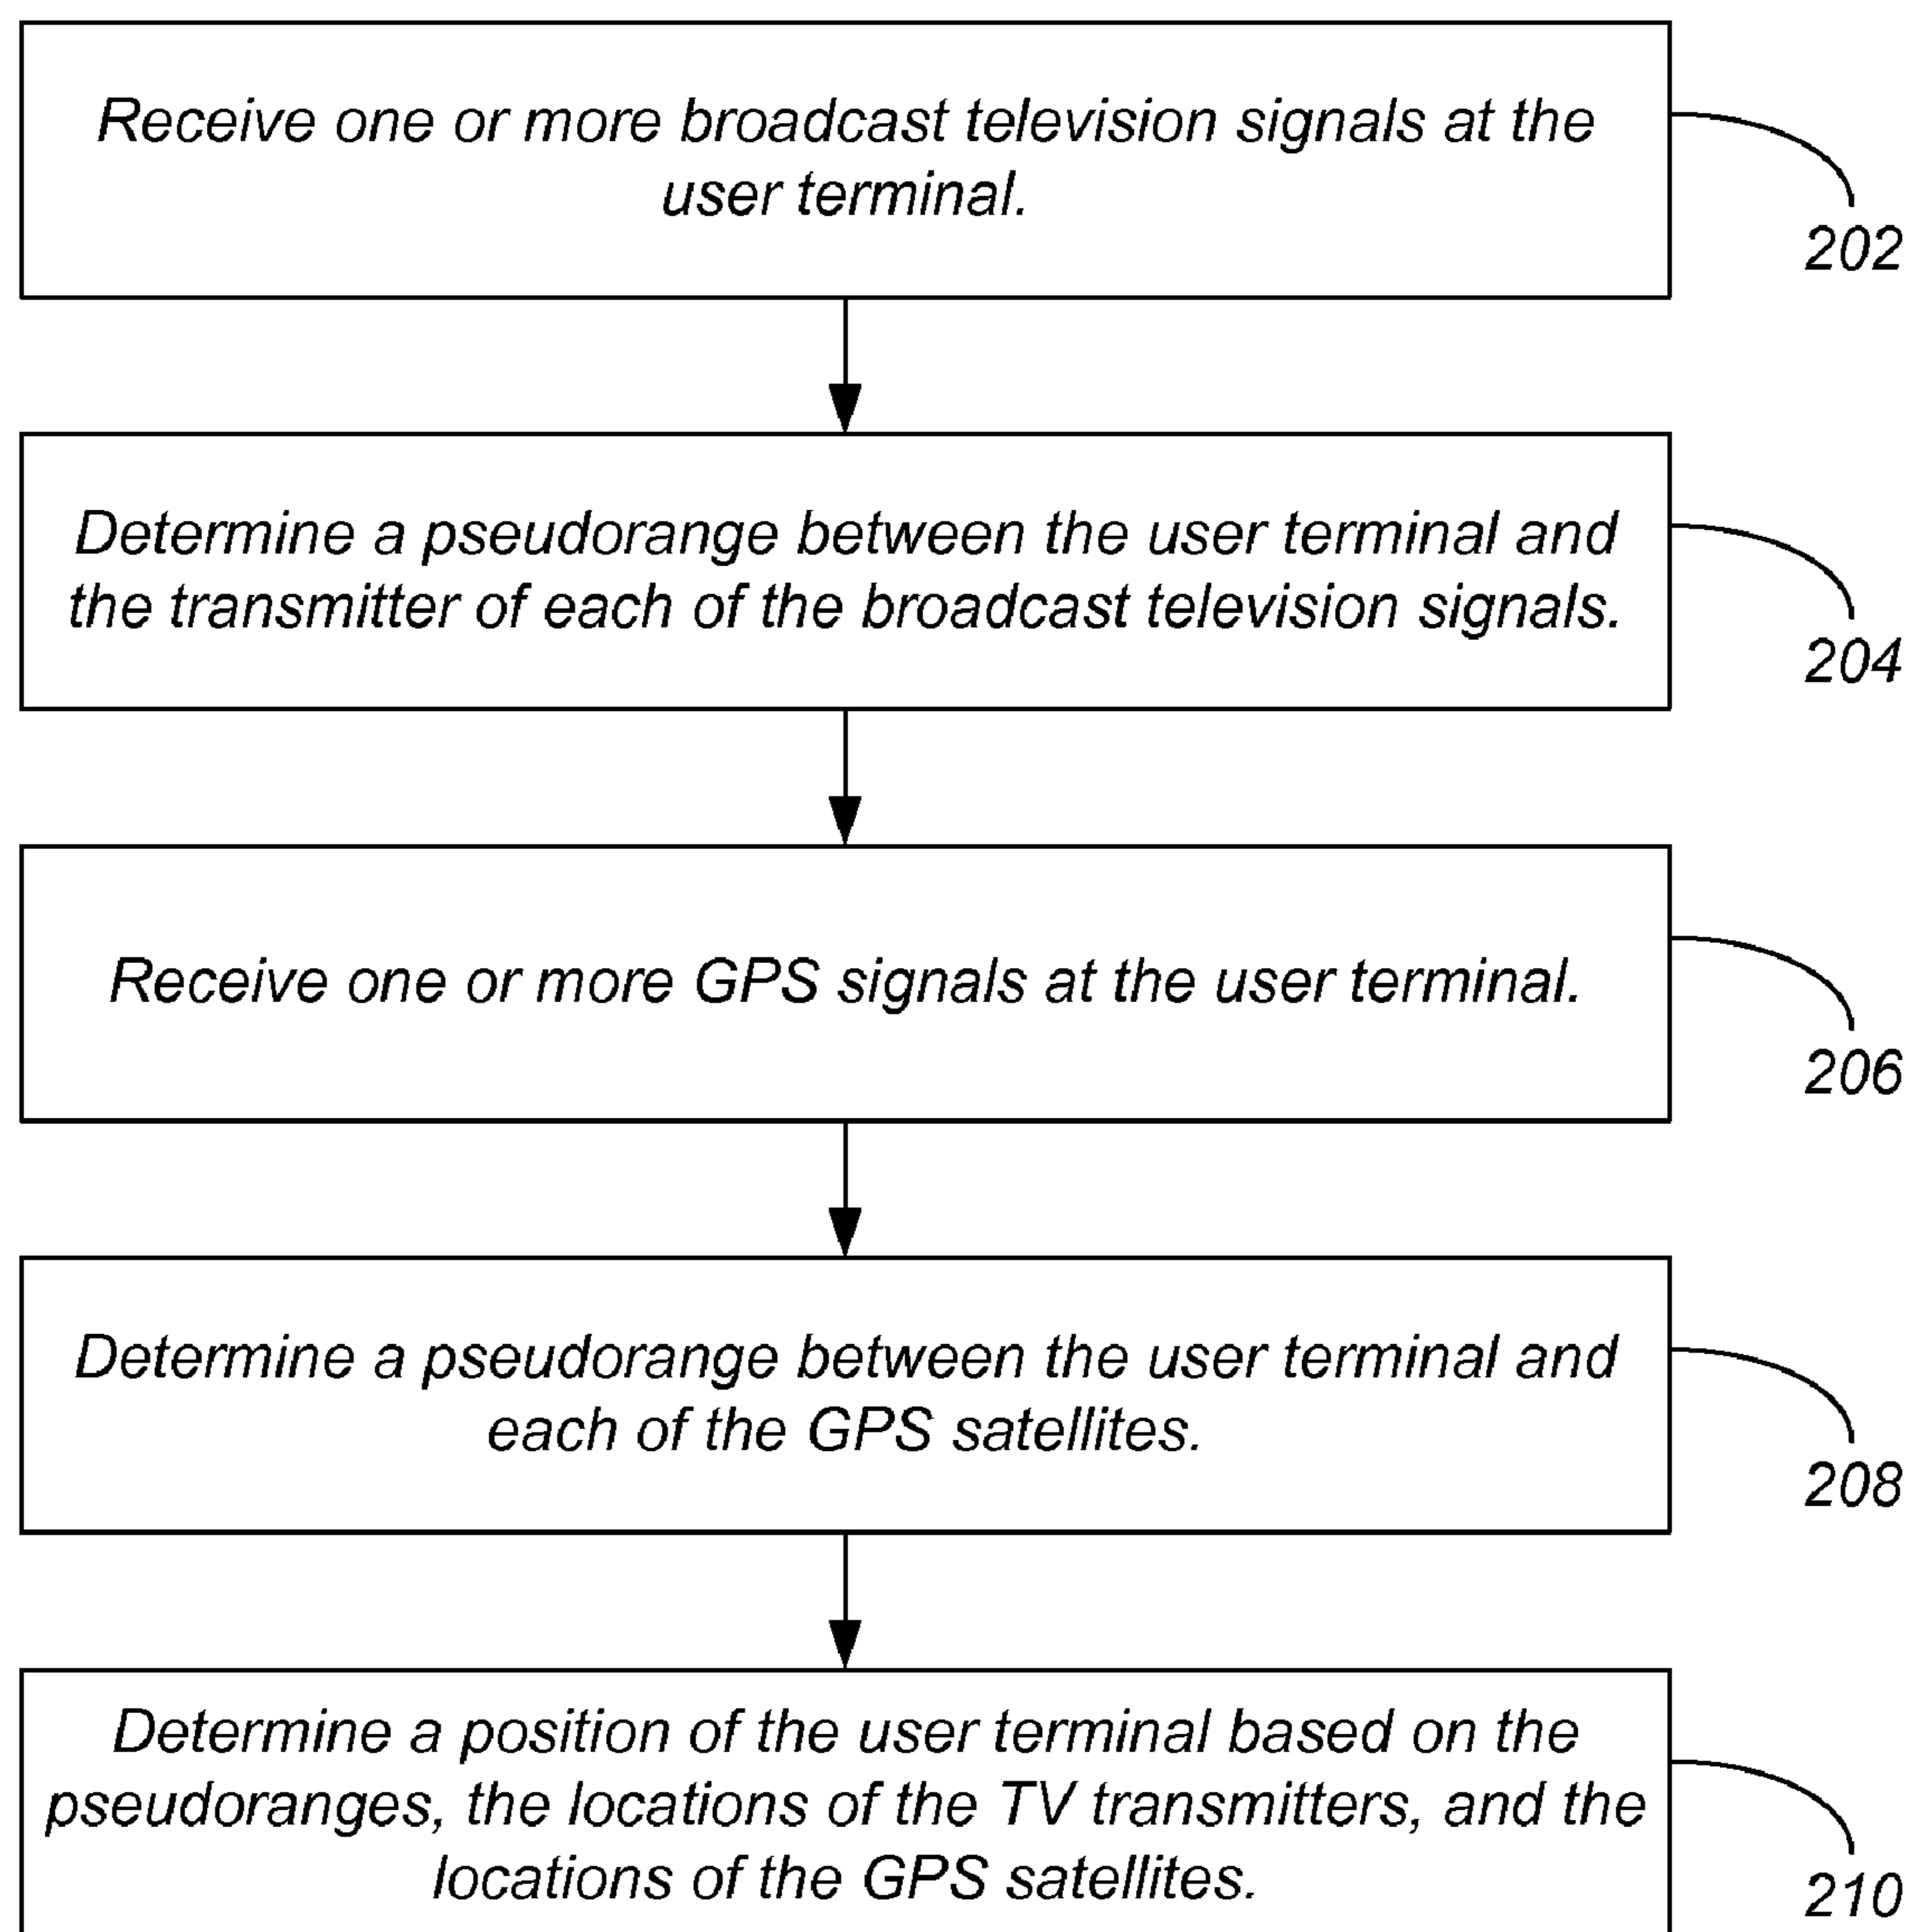 Receive one or more broadcast television signals at the
user terminal.
202
Determine a pseudorange between the user terminal and
the transmitter of each of the broadcast television signals.
204
Receive one or more GPS signals at the user terminal.
206
Determine a pseudorange between the user terminal and
each of the GPS satellites.
208
Determine a position of the user terminal based on the
pseudoranges, the locations of the TV transmitters, and the
locations of the GPS satellites.
210